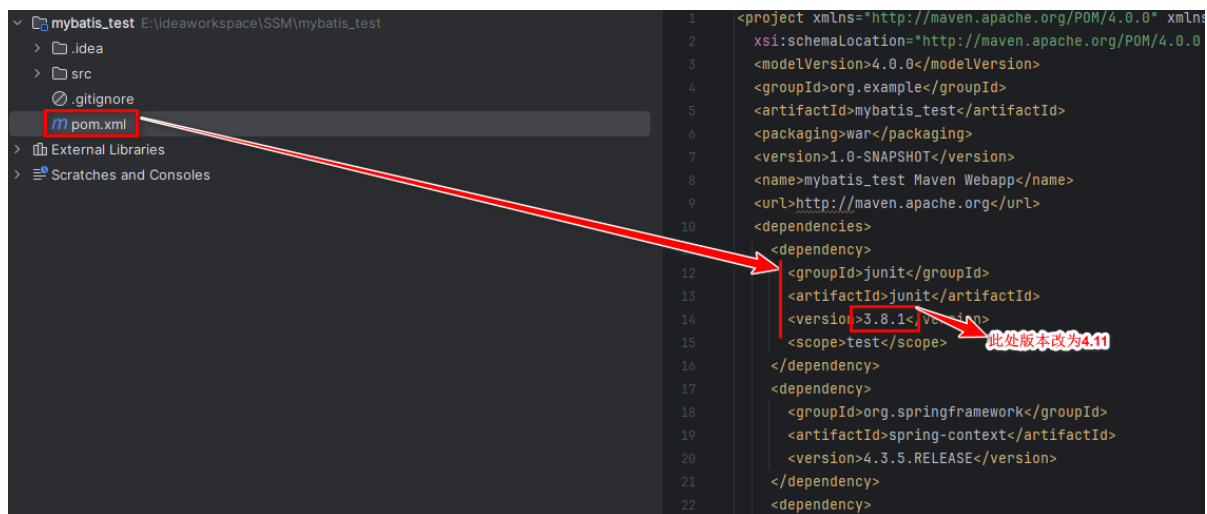 mybatis_test E:\ideaworkspace\SSM\mybatis_test
.idea
src
.gitignore
m pom.xml
External Libraries
Scratches and Consoles
1 <project xmlns="http://maven.apache.org/POM/4.0.0" xmlns
2 xsi:schemaLocation="http://maven.apache.org/POM/4.0.0
3 <modelVersion>4.0.0</modelVersion>
4 <groupId>org.example</groupId>
5 <artifactId>mybatis_test</artifactId>
6 <packaging>war</packaging>
7 <version>1.0-SNAPSHOT</version>
8 <name>mybatis_test Maven Webapp</name>
9 <url>http://maven.apache.org</url>
10 <dependencies>
<dependency>
12 <groupId>junit</groupId>
13 <artifactId>junit</artifactId>
14 <version>3.8.1</version>
15 <scope>test</scope>
此处版本改为4.11
16 </dependency>
17 <dependency>
18 <groupId>org.springframework</groupId>
19 <artifactId>spring-context</artifactId>
20 <version>4.3.5.RELEASE</version>
21 </dependency>
22 <dependency>